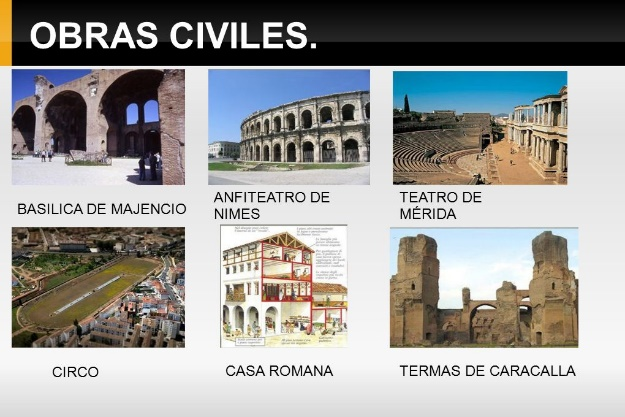 OBRAS CIVILES.
BASILICA DE MAJENCIO
ANFITEATRO DE
NIMES
TEATRO DE
MÉRIDA
CIRCO
CASA ROMANA
TERMAS DE CARACALLA